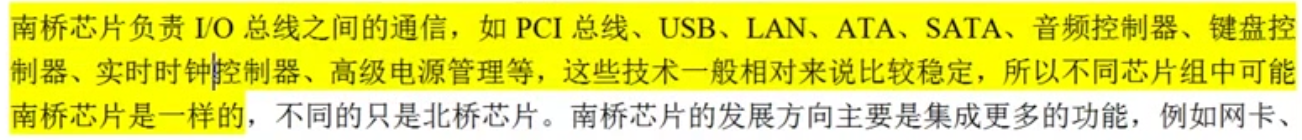 南桥芯片负责 I/O 总线之间的通信，如 PCI 总线、USB、LAN、ATA、SATA、音频控制器、键盘控
制器、实时时钟控制器、高级电源管理等，这些技术一般相对来说比较稳定，所以不同芯片组中可能
南桥芯片是一样的，不同的只是北桥芯片。南桥芯片的发展方向主要是集成更多的功能，例如网卡、